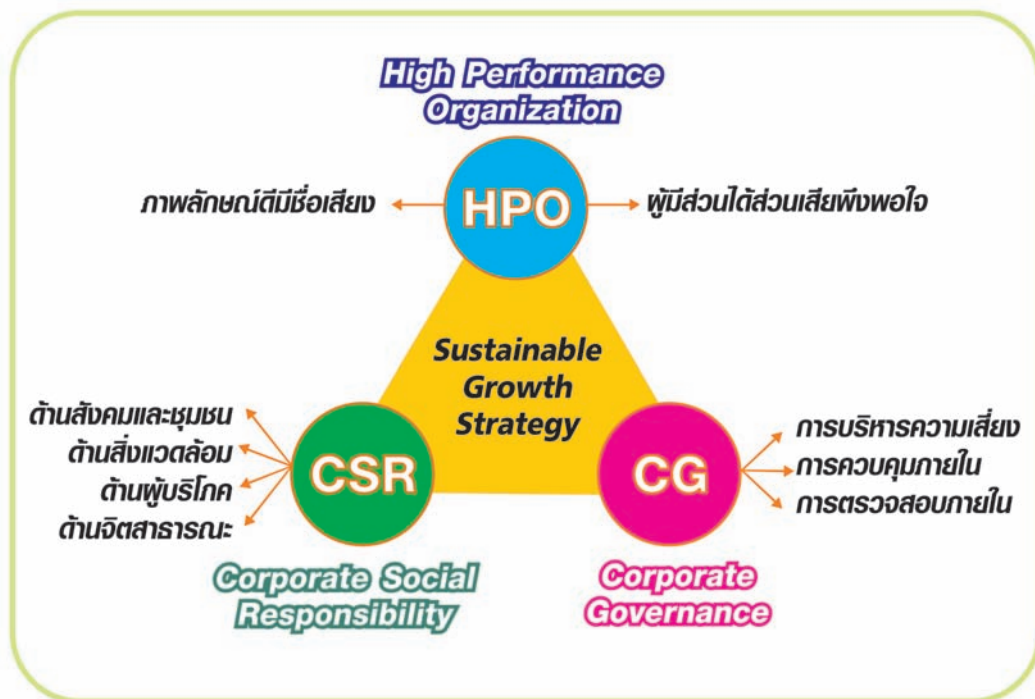 High Performance
Organization
HPO
ภาพลักษณ์ดีมีชื่อเสียง
ผู้มีส่วนได้ส่วนเสียพึงพอใจ
Sustainable
Growth
Strategy
ด้านสังคมและชุมชน
ด้านสิ่งแวดล้อม
ด้านผู้บริโภค
ด้านจิตสาธารณะ
CSR
CG
การบริหารความเสี่ยง
การควบคุมภายใน
การตรวจสอบภายใน
Corporate Social
Responsibility
Corporate
Governance